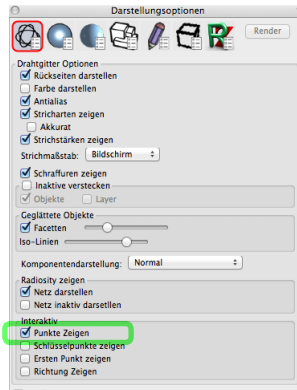 Darstellungsoptionen
Render
Drahtgitter Optionen
Rückseiten darstellen
Farbe darstellen
Antialias
Stricharten zeigen
Akkurat
Strichstärken zeigen
Strichmaßstab: Bildschirm
Schraffuren zeigen
Inaktive verstecken
Objekte Layer
Geglättete Objekte
Facetten
Iso-Linien
Komponentendarstellung: Normal
Radiosity zeigen
Netz darstellen
Netz inaktiv darsetllen
Interaktiv
Punkte Zeigen
Schlüsselpunkte zeigen
Ersten Punkt zeigen
Richtung Zeigen